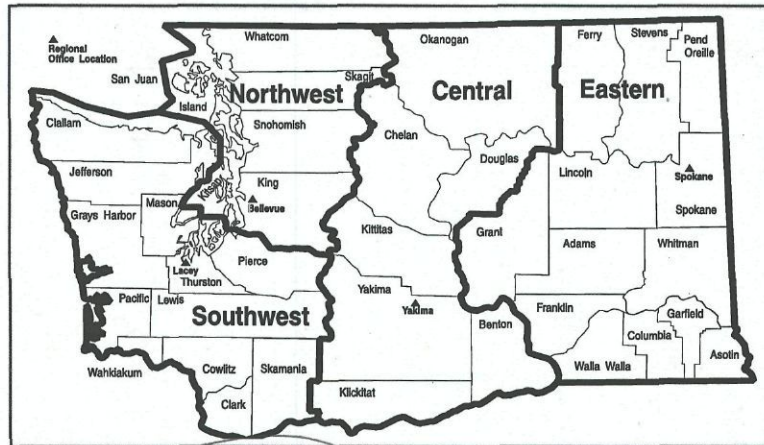 Regional
Office Location
San Juan
Whatcom
Skagit
Island
Northwest
Snohomish
King
Bellevue
Kitsap
Clallam
Jefferson
Mason
Grays Harbor
Lacey
Thurston
Pierce
Pacific
Lewis
Southwest
Wahkiakum
Cowlitz
Skamania
Clark
Okanogan
Central
Chelan
Douglas
Kittitas
Yakima
Yakima
Benton
Klickitat
Ferry
Stevens
Pend
Oreille
Eastern
Lincoln
Spokane
Spokane
Grant
Adams
Whitman
Franklin
Garfield
Columbia
Walla Walla
Asotin